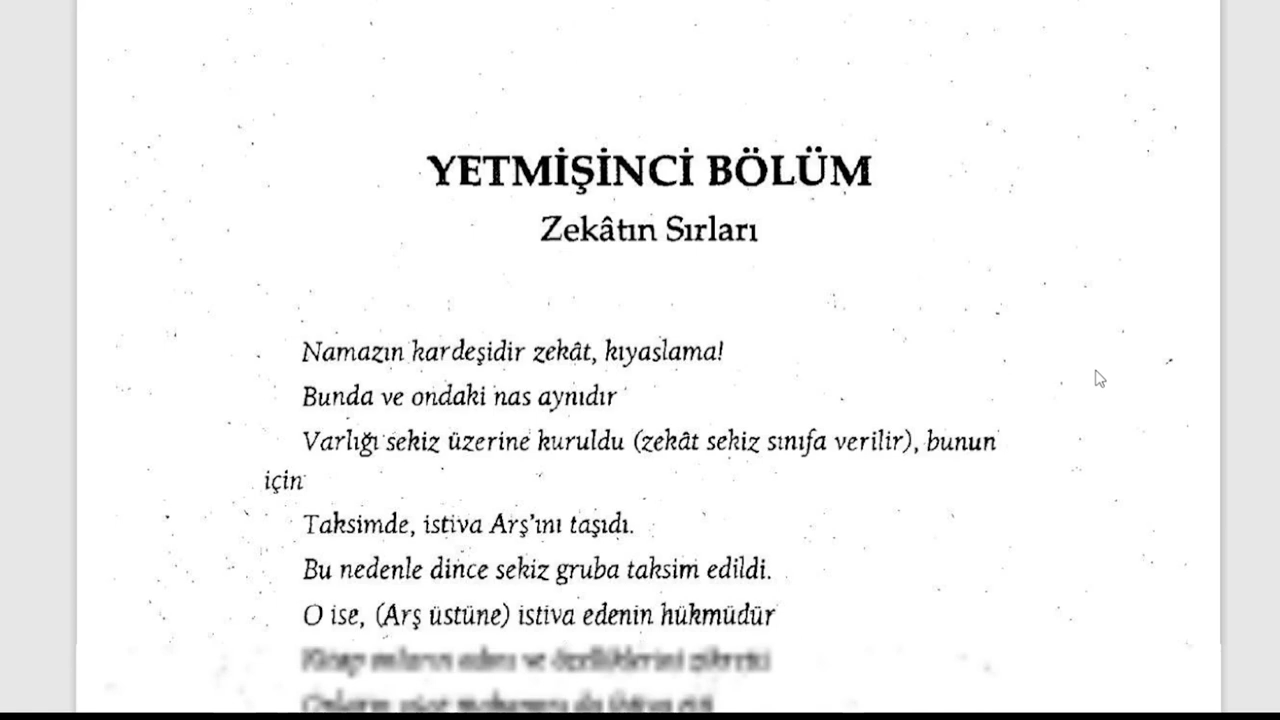 YETMİŞİNCİ BÖLÜM
Zekâtın Sırları
Namazın kardeşidir zekât, kıyaslama!
Bunda ve ondaki nas aynıdır
Varlığı sekiz üzerine kuruldu (zekât sekiz sınıfa verilir), bunun
için
Taksimde, istiva Arş'ını taşıdı.
Bu nedenle dince sekiz gruba taksim edildi.
O ise, (Arş üstüne) istiva edenin hükmüdür